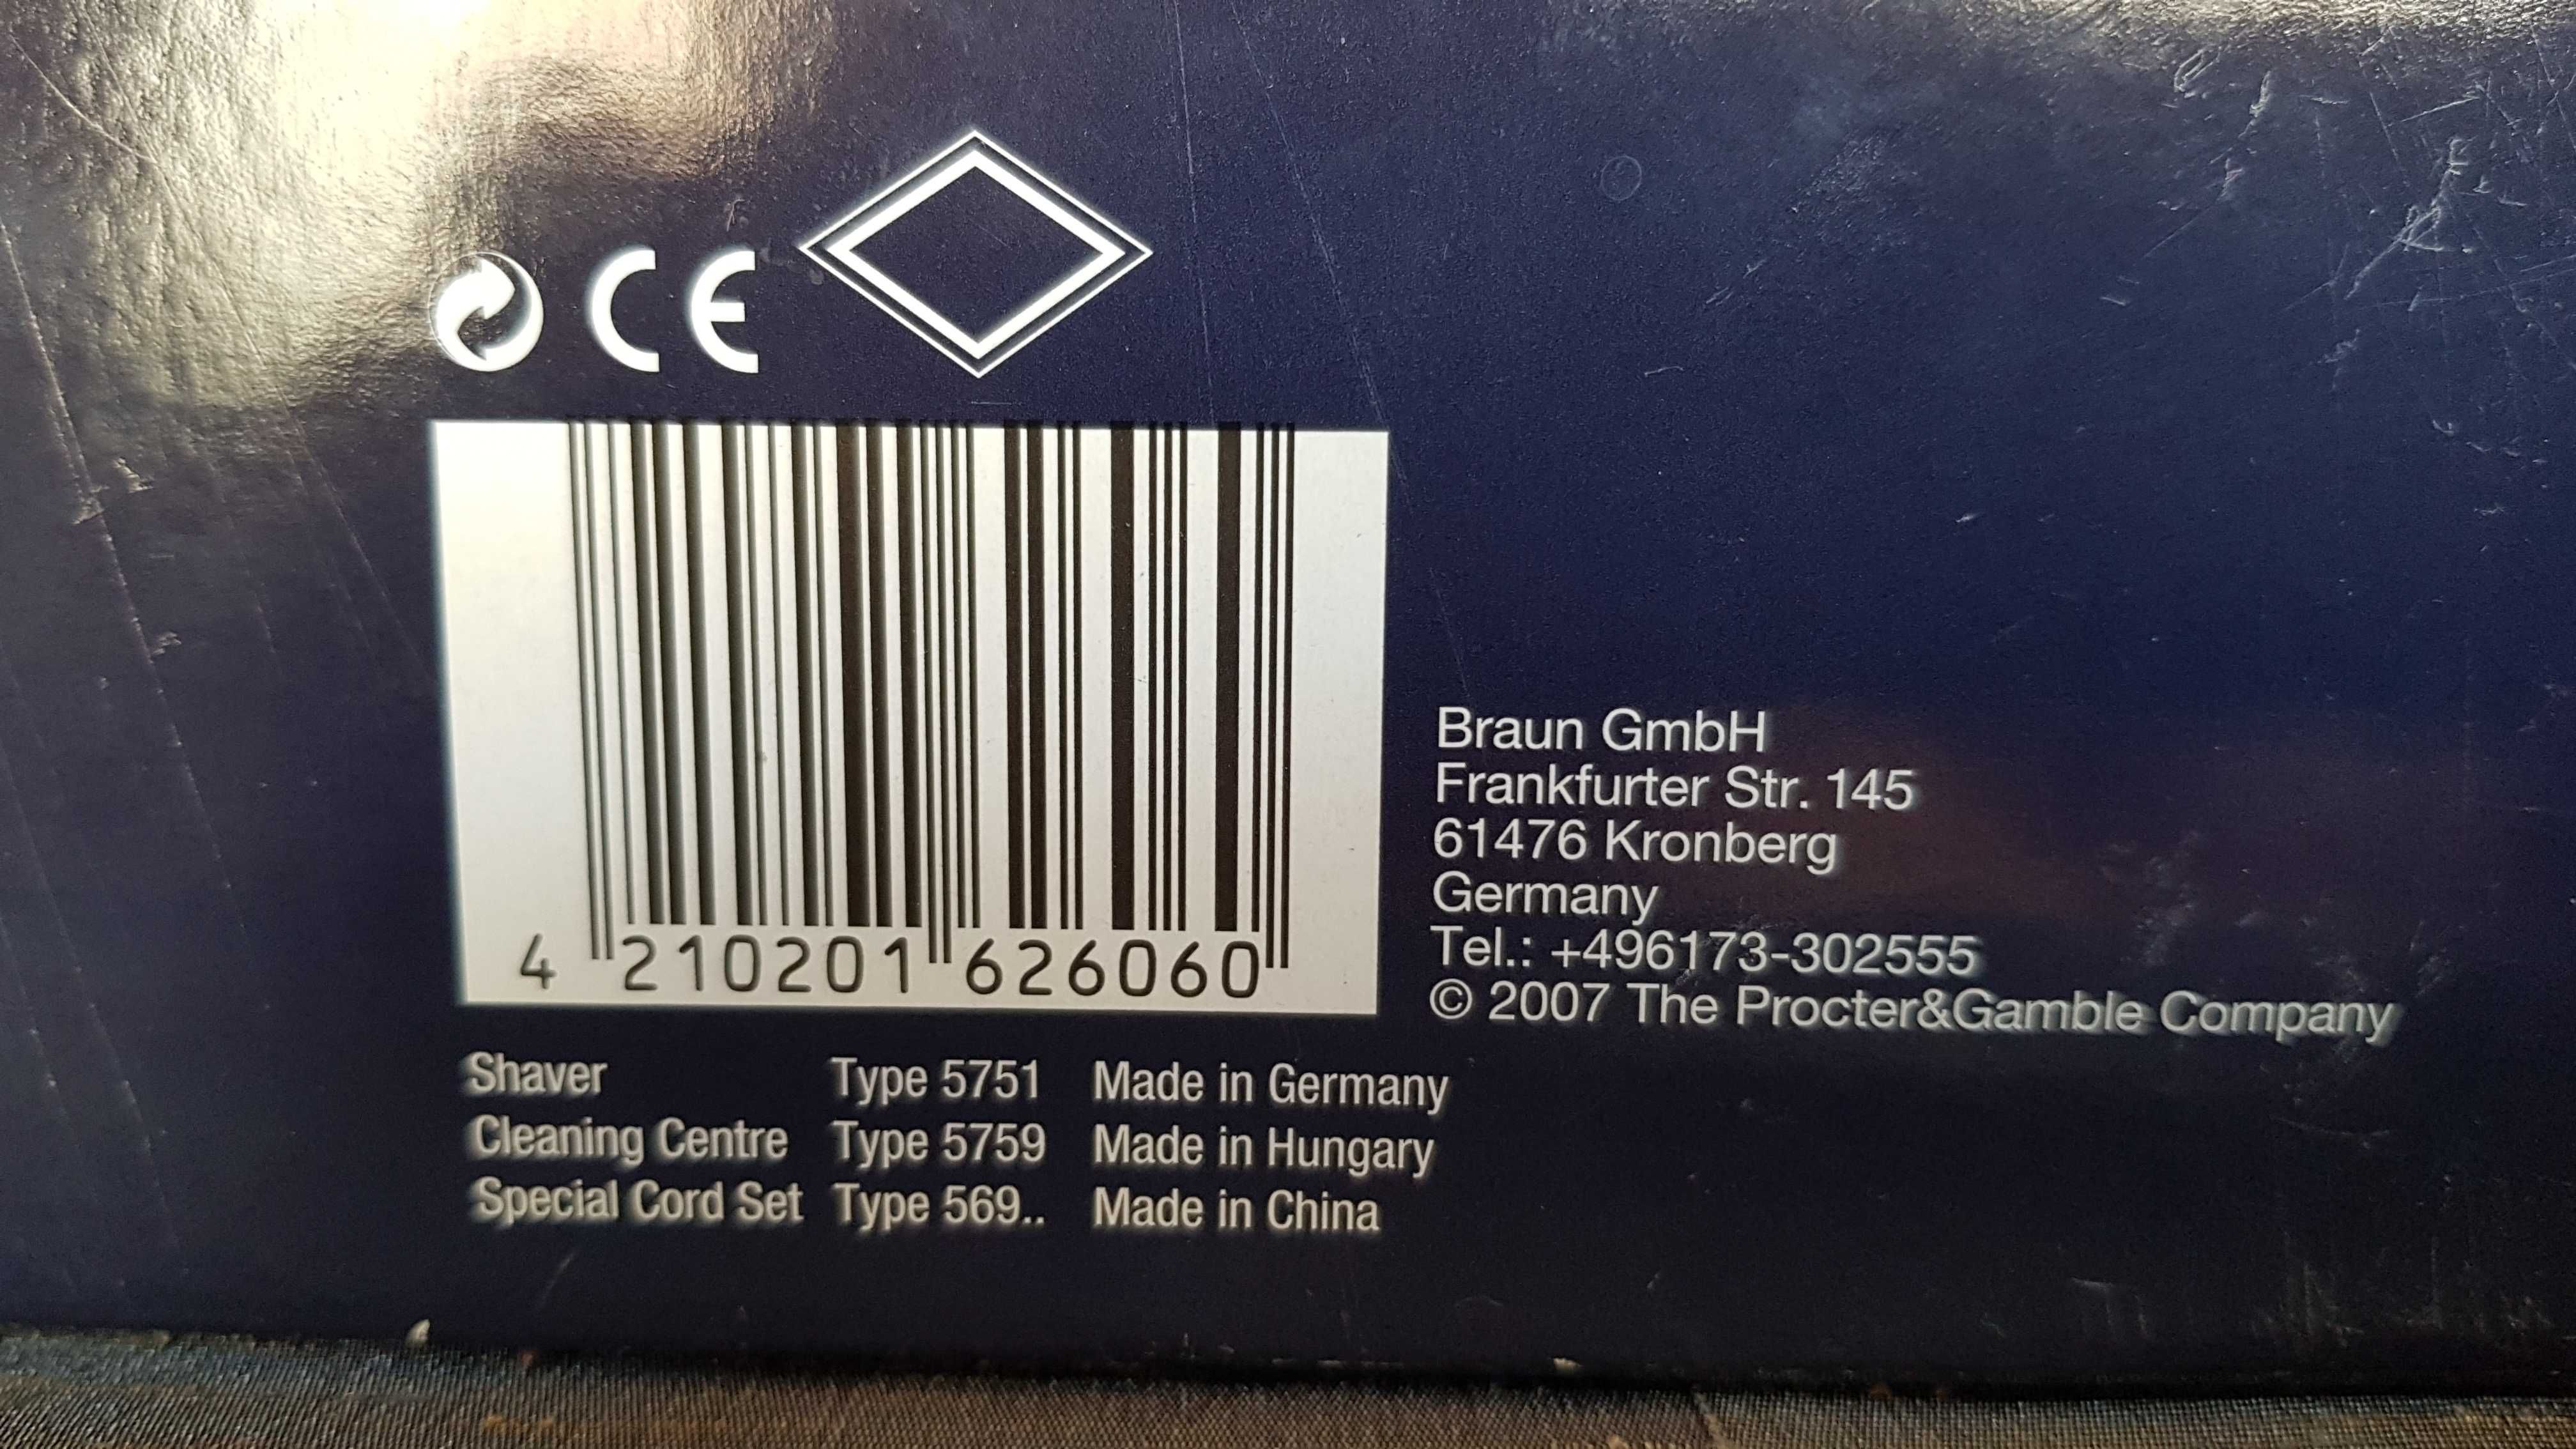 CE
4 210201 626060
Braun GmbH
Frankfurter Str. 145
61476 Kronberg
Germany
Tel.: +496173-302555
© 2007 The Procter&Gamble Company
Shaver Type 5751 Made in Germany
Cleaning Centre Type 5759 Made in Hungary
Special Cord Set Type 569.. Made in China